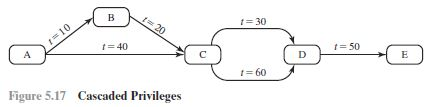 B
t = 10
t = 20
t = 30
A
t = 40
C
D
t = 50
E
t = 60
Figure 5.17 Cascaded Privileges